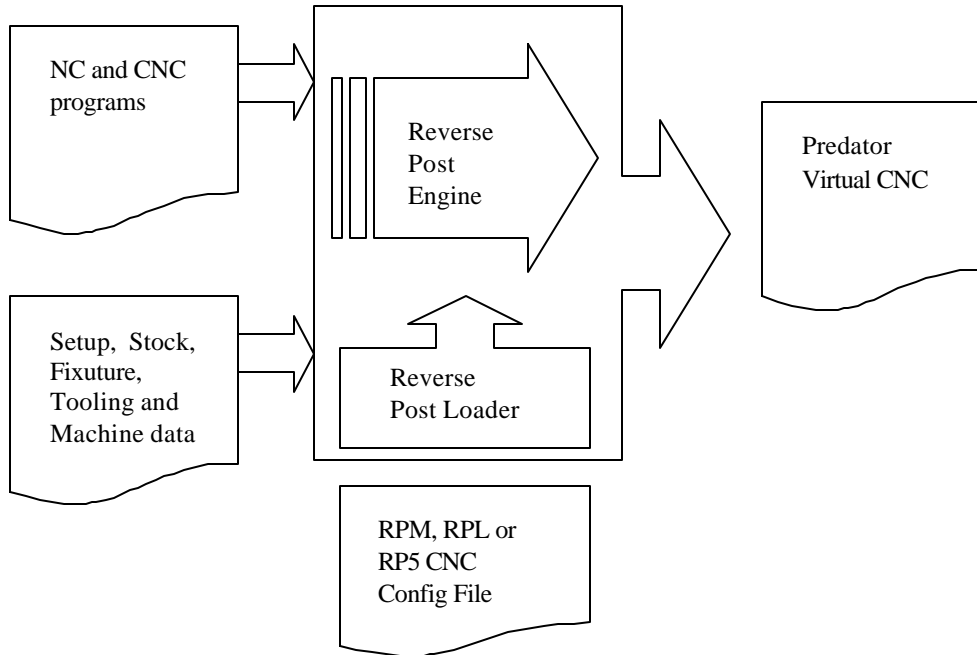 NC and CNC
programs
Reverse
Post
Engine
Predator
Virtual CNC
Setup, Stock,
Fixuture,
Tooling and
Machine data
Reverse
Post Loader
RPM, RPL or
RP5 CNC
Config File